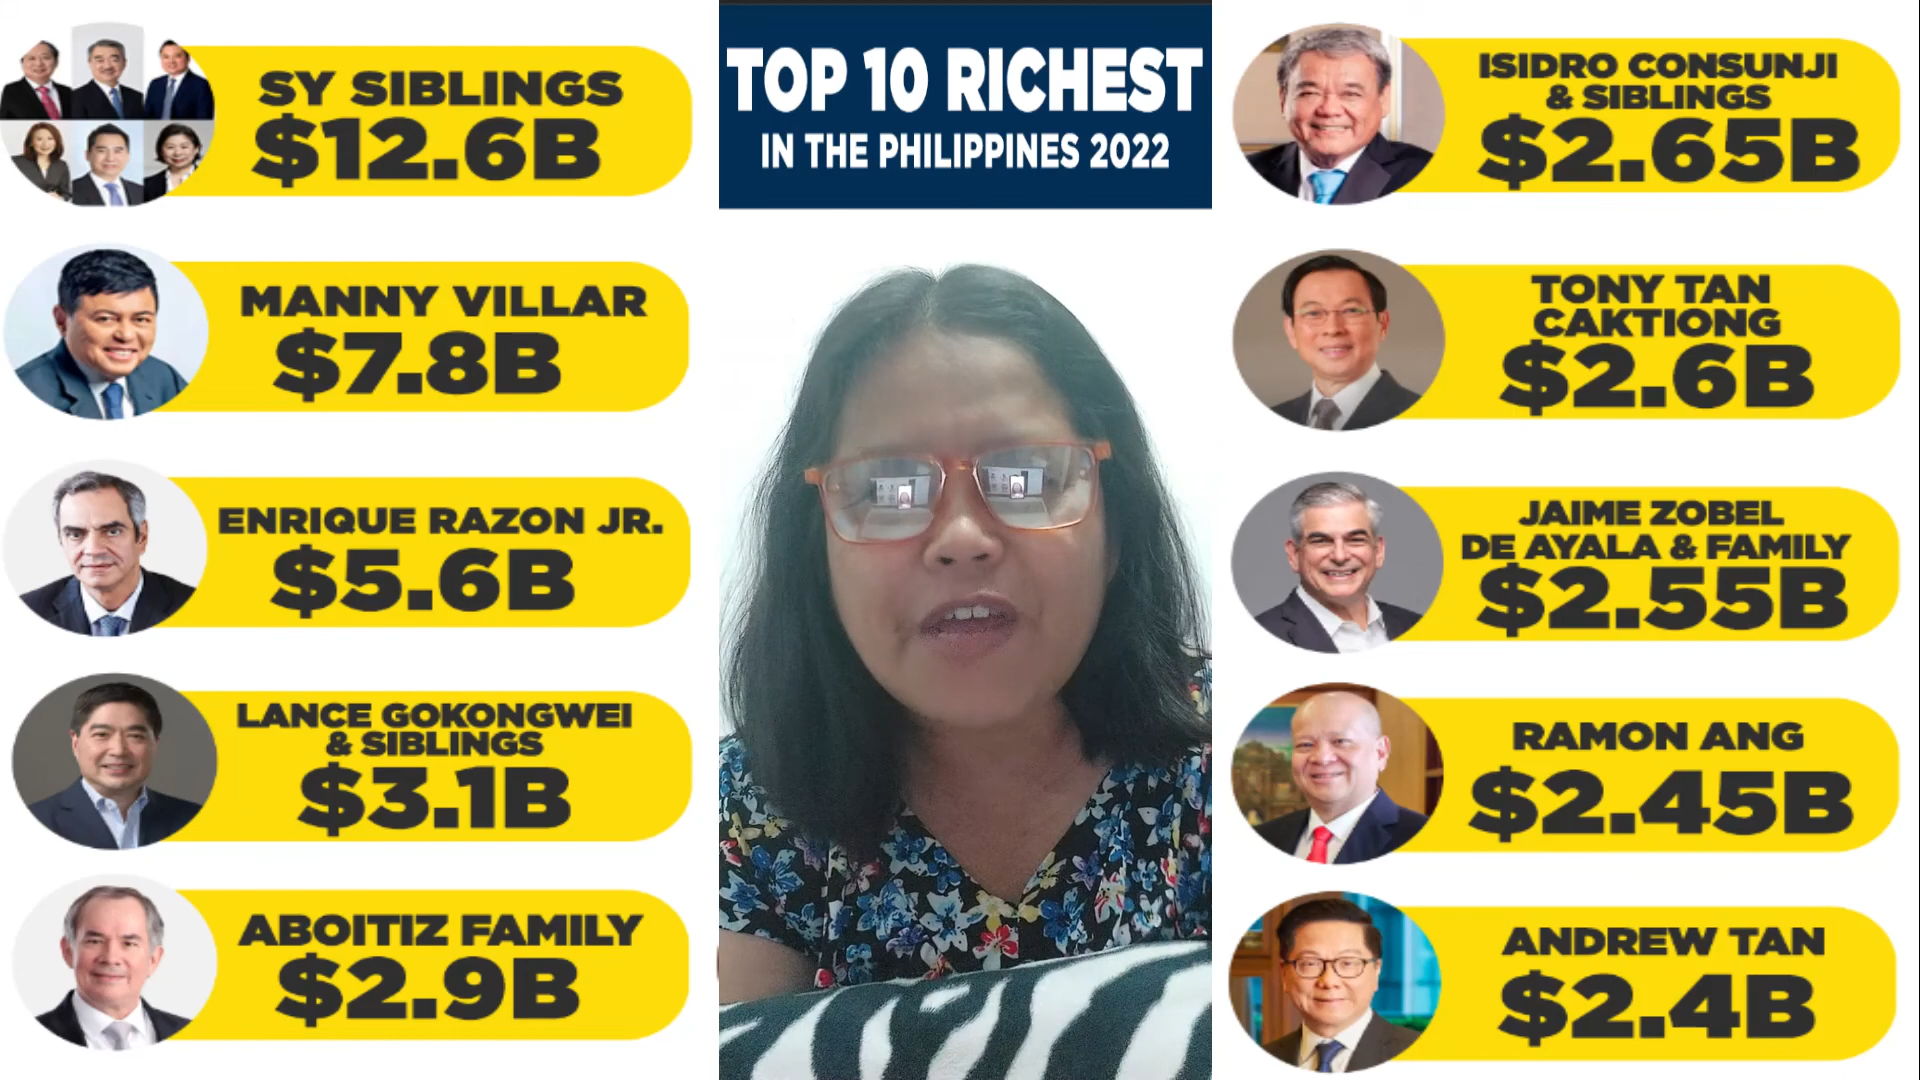 SY SIBLINGS
$12.6B
MANNY VILLAR
$7.8B
ENRIQUE RAZON JR.
$5.6B
LANCE GOKONGWEI
& SIBLINGS
$3.1B
ABOITIZ FAMILY
$2.9B
TOP 10 RICHEST
IN THE PHILIPPINES 2022
ISIDRO CONSUNJI
& SIBLINGS
$2.65B
TONY TAN
CAKTIONG
$2.6B
JAIME ZOBEL
DE AYALA & FAMILY
$2.55B
RAMON ANG
$2.45B
ANDREW TAN
$2.4B